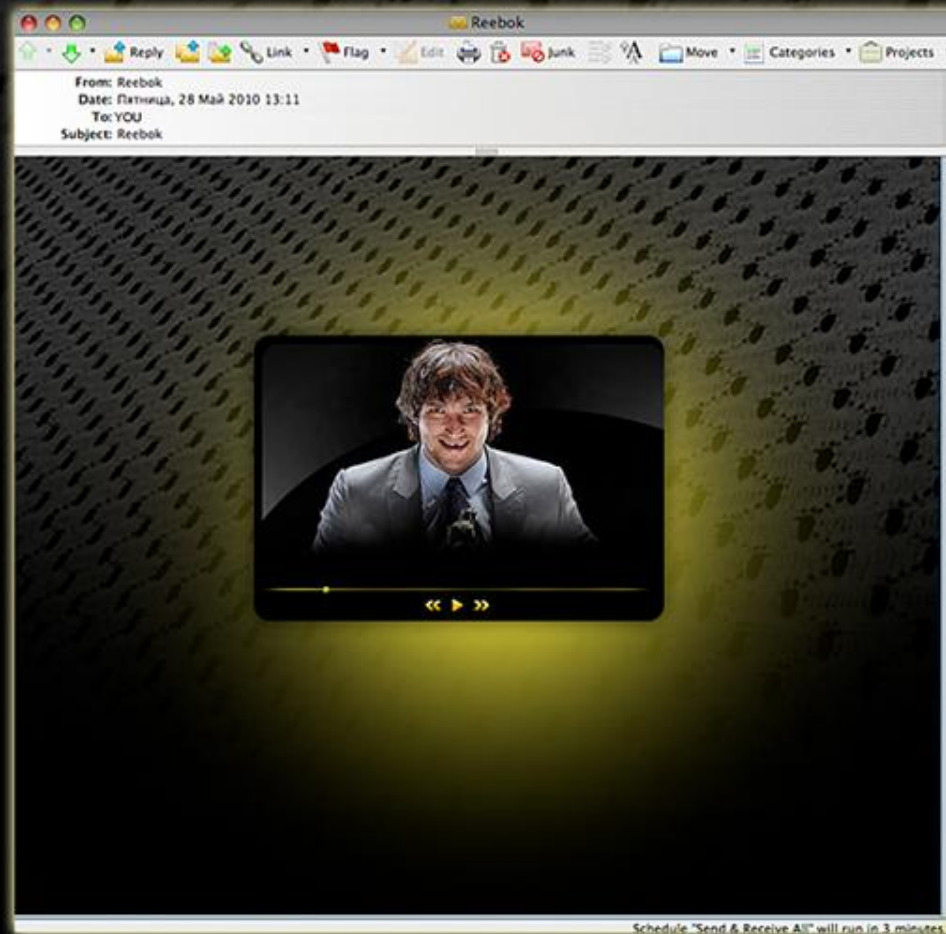 Reebok
Reply Link Flag Edit Junk Move Categories Projects
From: Reebok
Date: Пятница, 28 Май 2010 13:11
To: YOU
Subject: Reebok
Schedule "Send & Receive All" will run in 3 minutes